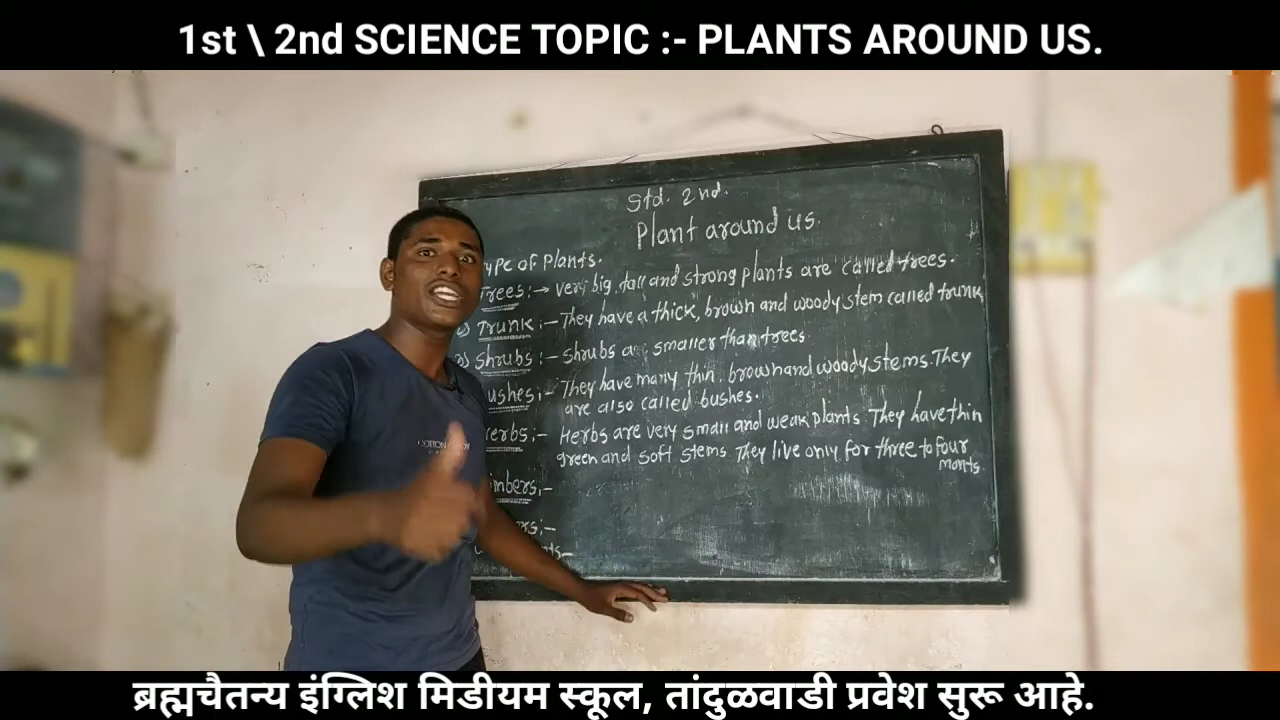 1st \ 2nd SCIENCE TOPIC :- PLANTS AROUND US.
Std. 2nd.
Plant around us.
ype of Plants.
Trees :→ very big, tall and strong plants are called trees.
Trunk :- They have a thick, brown and woody stem called trunk
3) Shrubs :- Shrubs are smaller than trees.
ushes :- They have many thin, brown and woody stems. They
are also called bushes.
erbs :- Herbs are very small and weak plants. They have thin
green and soft stems. They live only for three to four
monts.
imbers :-
ब्रह्मचैतन्य इंग्लिश मिडीयम स्कूल, तांदुळवाडी प्रवेश सुरू आहे.